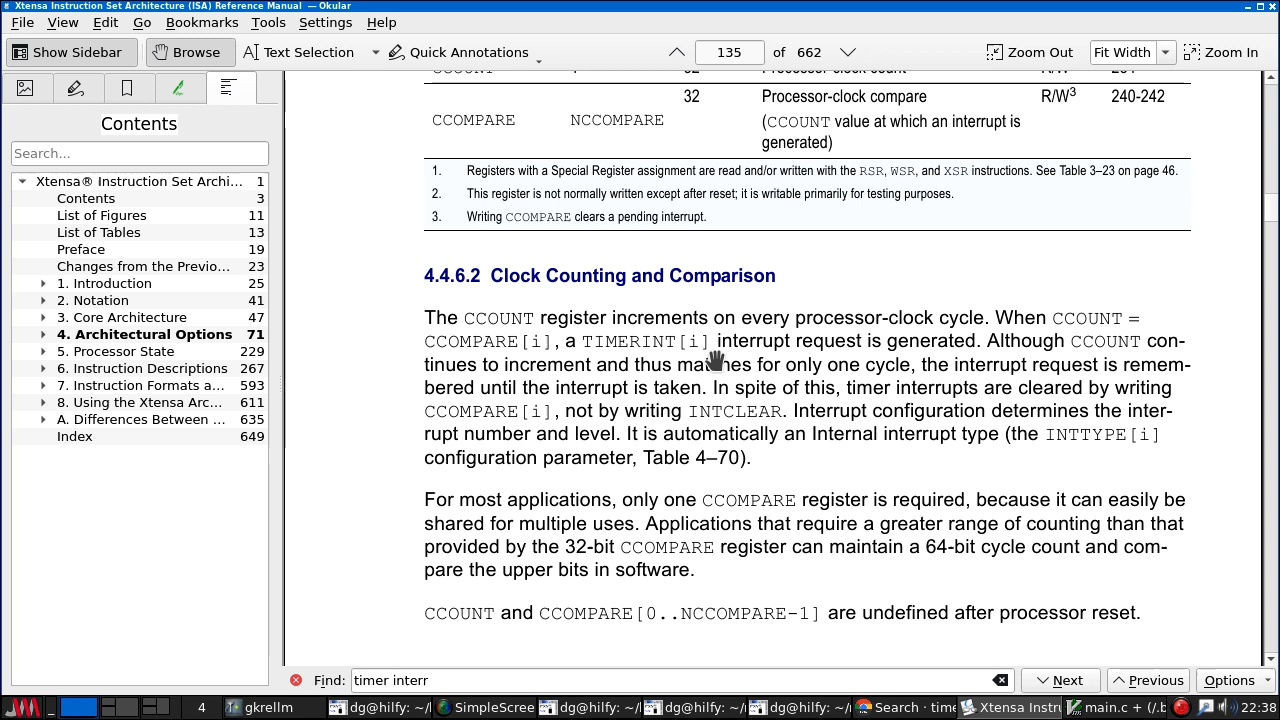 Xtensa Instruction Set Architecture (ISA) Reference Manual — Okular
File View Edit Go Bookmarks Tools Settings Help
Show Sidebar Browse Text Selection Quick Annotations 135 of 662 Zoom Out Fit Width Zoom In
Contents
Search...
Xtensa® Instruction Set Archi... 1
Contents 3
List of Figures 11
List of Tables 13
Preface 19
Changes from the Previo... 23
1. Introduction 25
2. Notation 41
3. Core Architecture 47
4. Architectural Options 71
5. Processor State 229
6. Instruction Descriptions 267
7. Instruction Formats a... 593
8. Using the Xtensa Arc... 611
A. Differences Between ... 635
Index 649
32 Processor-clock compare R/W3 240-242
CCOMPARE NCCOMPARE (CCOUNT value at which an interrupt is
generated)
1. Registers with a Special Register assignment are read and/or written with the RSR, WSR, and XSR instructions. See Table 3–23 on page 46.
2. This register is not normally written except after reset; it is writable primarily for testing purposes.
3. Writing CCOMPARE clears a pending interrupt.
4.4.6.2 Clock Counting and Comparison
The CCOUNT register increments on every processor-clock cycle. When CCOUNT =
CCOMPARE[i], a TIMERINT[i] interrupt request is generated. Although CCOUNT con-
tinues to increment and thus matches for only one cycle, the interrupt request is remem-
bered until the interrupt is taken. In spite of this, timer interrupts are cleared by writing
CCOMPARE[i], not by writing INTCLEAR. Interrupt configuration determines the inter-
rupt number and level. It is automatically an Internal interrupt type (the INTTYPE[i]
configuration parameter, Table 4–70).
For most applications, only one CCOMPARE register is required, because it can easily be
shared for multiple uses. Applications that require a greater range of counting than that
provided by the 32-bit CCOMPARE register can maintain a 64-bit cycle count and com-
pare the upper bits in software.
CCOUNT and CCOMPARE[0..NCCOMPARE-1] are undefined after processor reset.
Find: timer interr Next Previous Options
4 gkrellm dg@hilfy: ~/ SimpleScree dg@hilfy: ~/ dg@hilfy: ~/ dg@hilfy: ~/ Search · time Xtensa Instru main.c + (/.b 22:38